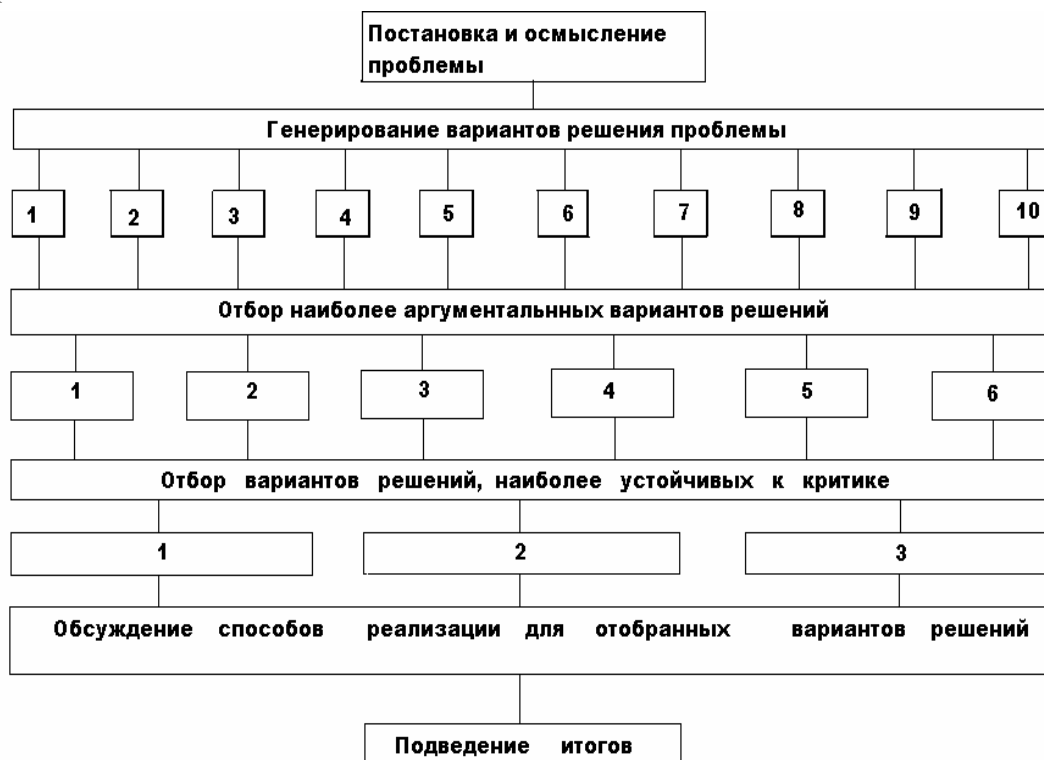 Постановка и осмысление
проблемы
Генерирование вариантов решения проблемы
1 2 3 4 5 6 7 8 9 10
Отбор наиболее аргументальнных вариантов решений
1 2 3 4 5 6
Отбор вариантов решений, наиболее устойчивых к критике
1 2 3
Обсуждение способов реализации для отобранных вариантов решений
Подведение итогов